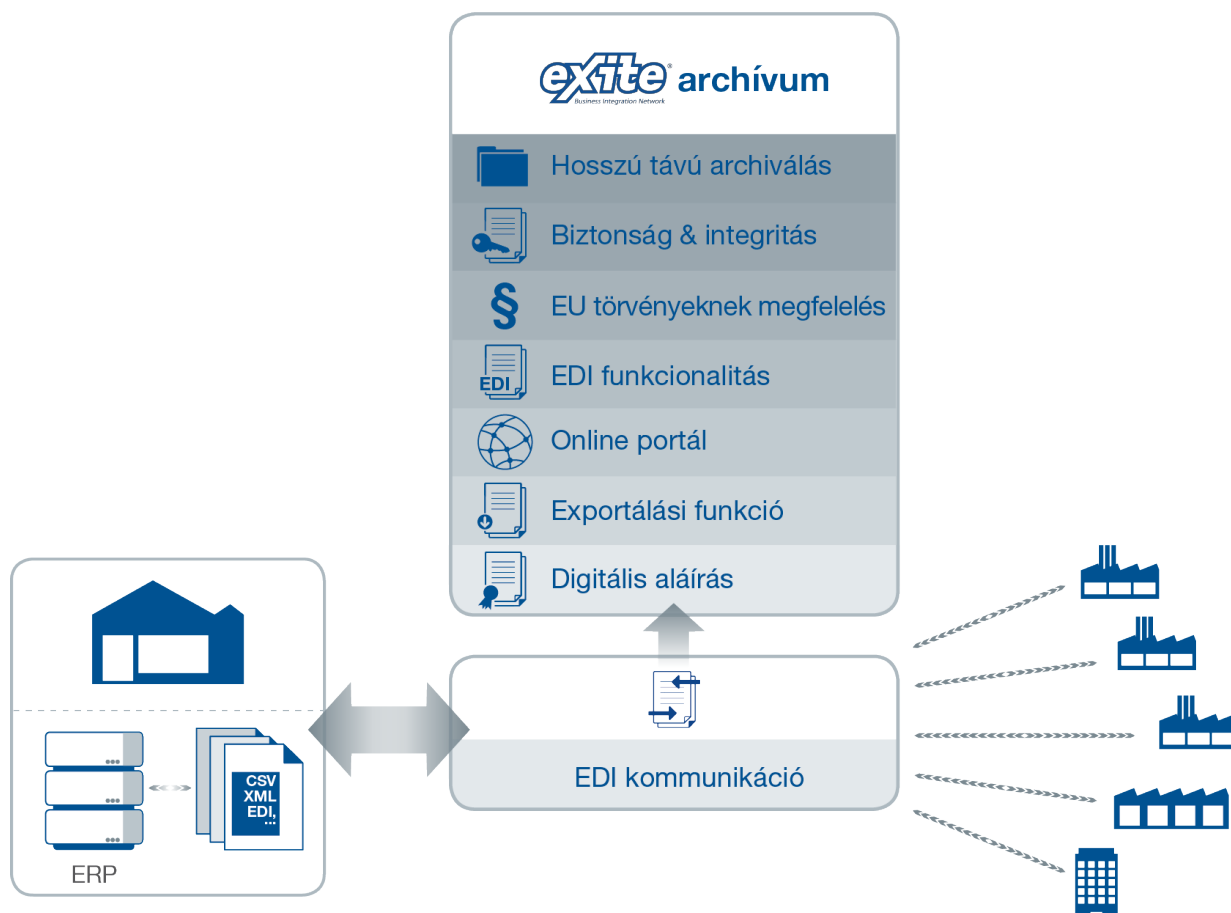 eXite® archívum
Business Integration Network
Hosszú távú archiválás
Biztonság & integritás
§ EU törvényeknek megfelelés
EDI EDI funkcionalitás
Online portál
Exportálási funkció
Digitális aláírás
EDI kommunikáció
CSV
XML
EDI,
...
ERP